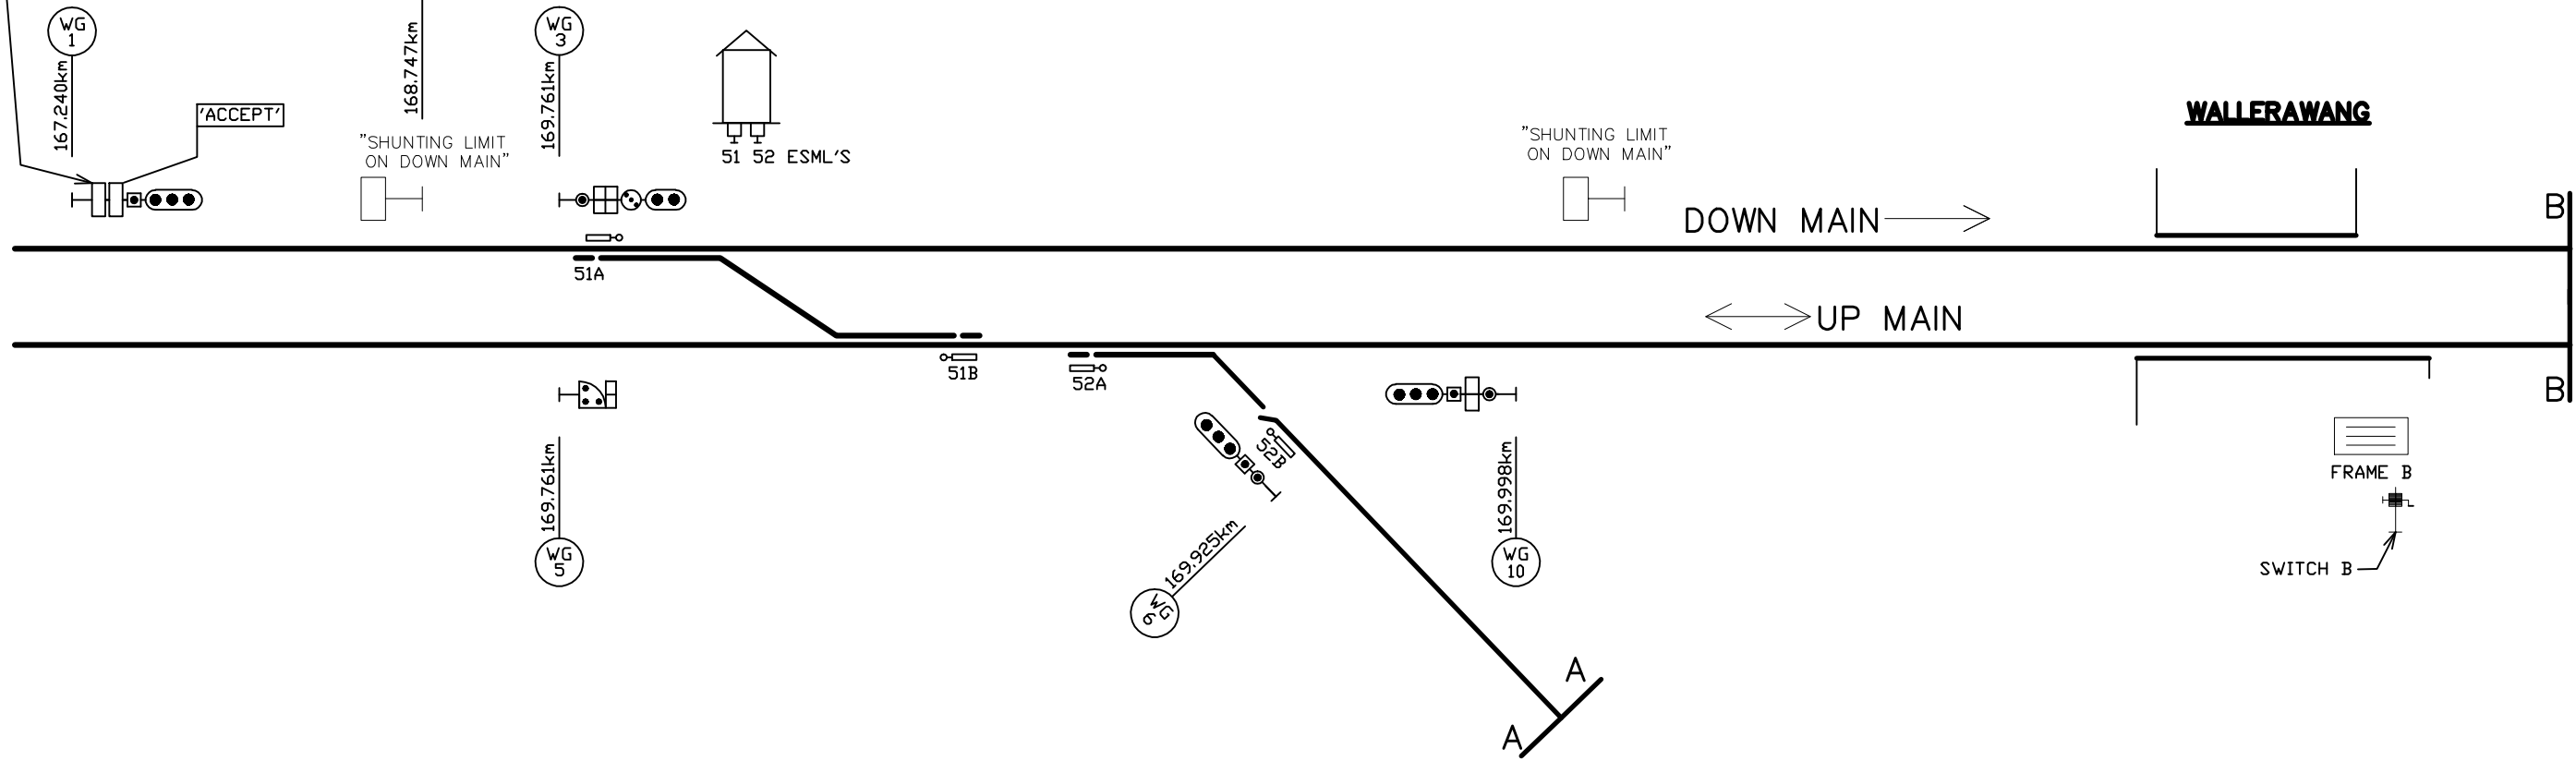 WG
1
167.240km
'ACCEPT'
168.747km
"SHUNTING LIMIT
ON DOWN MAIN"
WG
3
169.761km
51 52 ESML'S
"SHUNTING LIMIT
ON DOWN MAIN"
WALLERAWANG
DOWN MAIN
B
51A
UP MAIN
51B
52A
52B
B
169.761km
WG
5
169.925km
WG
6
169.998km
WG
10
FRAME B
SWITCH B
A
A